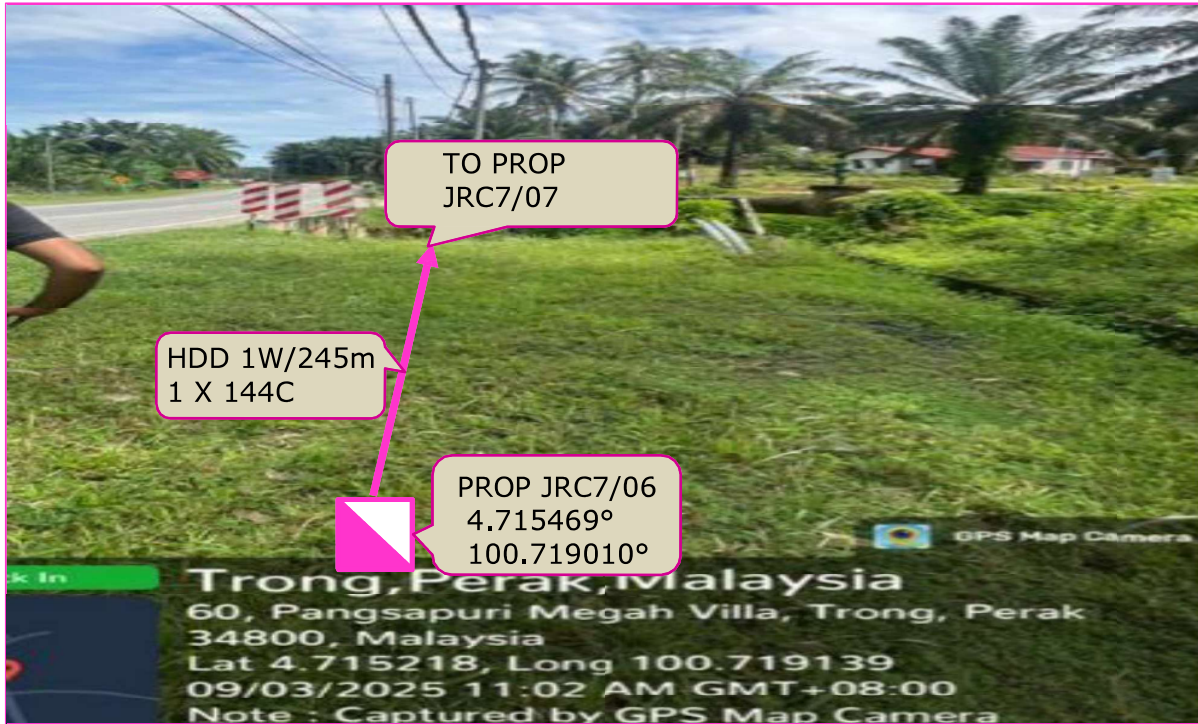 TO PROP
JRC7/07
HDD 1W/245m
1 X 144C
PROP JRC7/06
4.715469°
100.719010°
GPS Map Camera
k In
Trong, Perak, Malaysia
60, Pangsapuri Megah Villa, Trong, Perak
34800, Malaysia
Lat 4.715218, Long 100.719139
09/03/2025 11:02 AM GMT+08:00
Note : Captured by GPS Map Camera